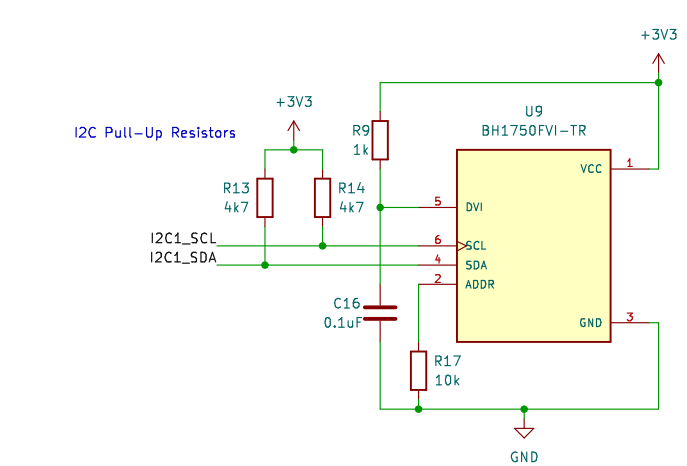 +3V3
+3V3
U9
BH1750FVI-TR
I2C Pull-Up Resistors
R9
1k
1
VCC
R13
4k7
R14
4k7
5
DVI
I2C1_SCL
6
SCL
I2C1_SDA
4
SDA
2
ADDR
C16
0.1uF
3
GND
R17
10k
GND